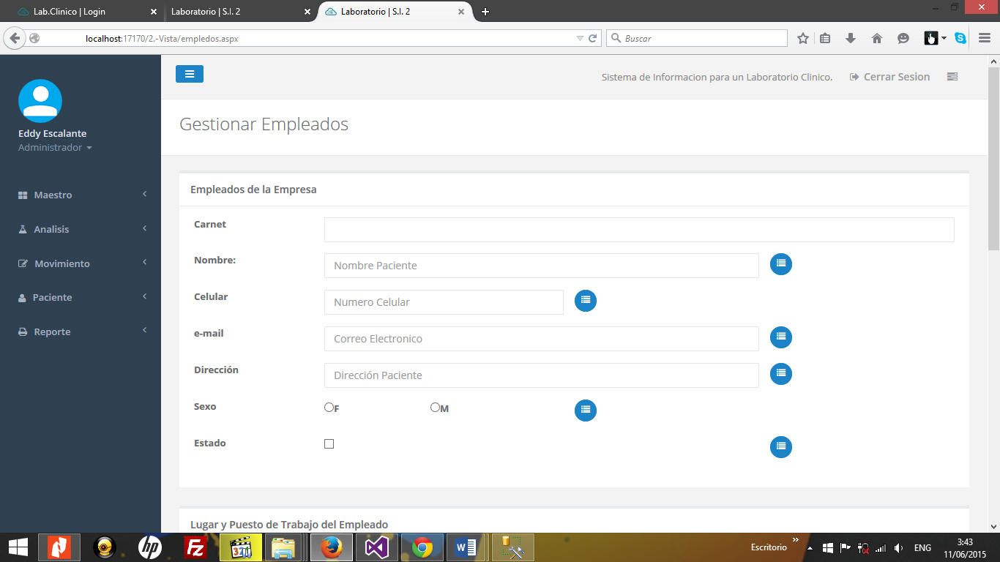 Lab.Clinico | Login
Laboratorio | S.I. 2
Laboratorio | S.I. 2
localhost:17170/2.-Vista/empledos.aspx
Buscar
Sistema de Informacion para un Laboratorio Clinico.
Cerrar Sesion
Eddy Escalante
Administrador
Maestro
Analisis
Movimiento
Paciente
Reporte
Gestionar Empleados
Empleados de la Empresa
Carnet
Nombre:
Nombre Paciente
Celular
Numero Celular
e-mail
Correo Electronico
Dirección
Dirección Paciente
Sexo
F
M
Estado
Lugar y Puesto de Trabajo del Empleado
Escritorio
ENG
3:43
11/06/2015